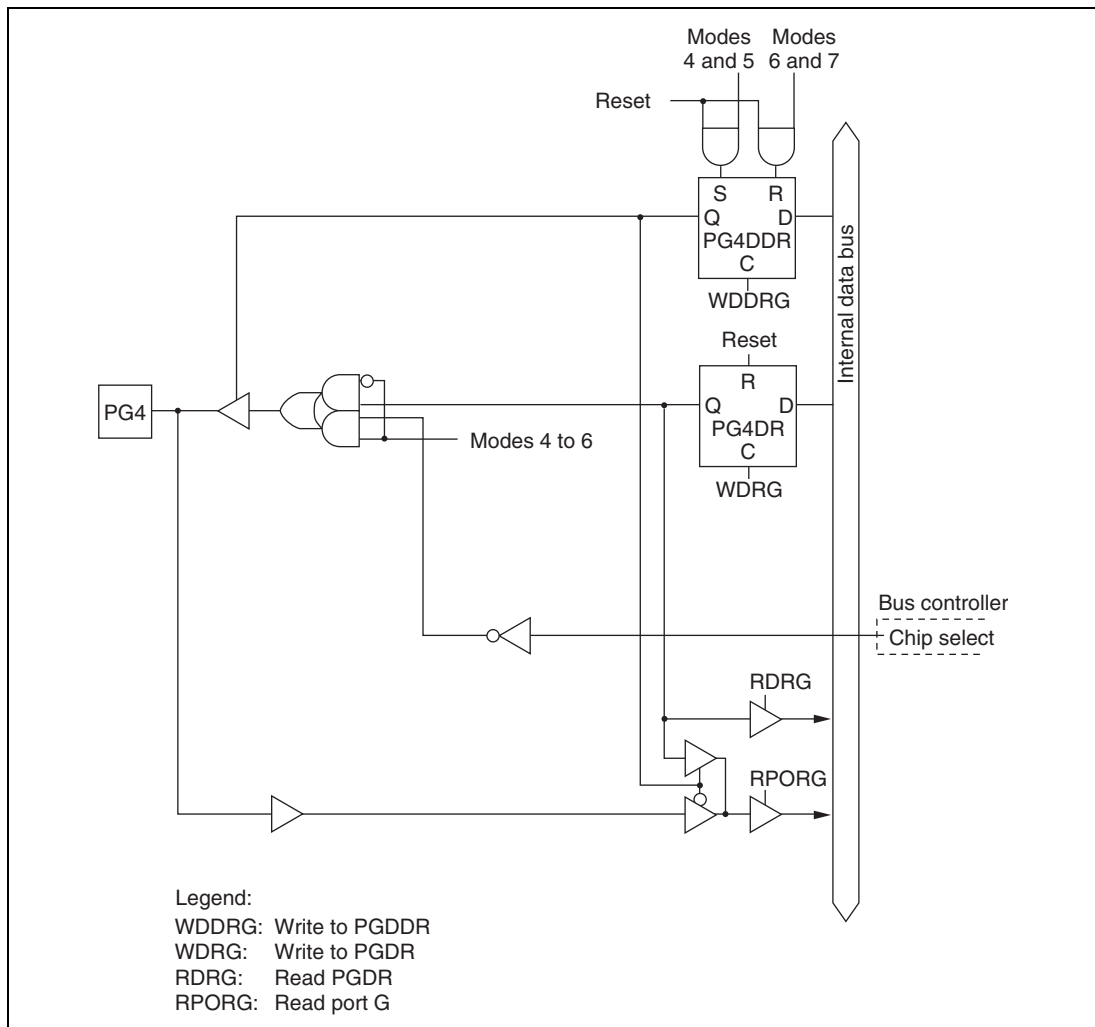 Modes
4 and 5
Modes
6 and 7
Reset
S R
Q D
PG4DDR
C
WDDRG
Internal data bus
Reset
R
Q D
PG4DR
C
WDRG
PG4
Modes 4 to 6
Bus controller
Chip select
RDRG
RPORG
Legend:
WDDRG: Write to PGDDR
WDRG: Write to PGDR
RDRG: Read PGDR
RPORG: Read port G